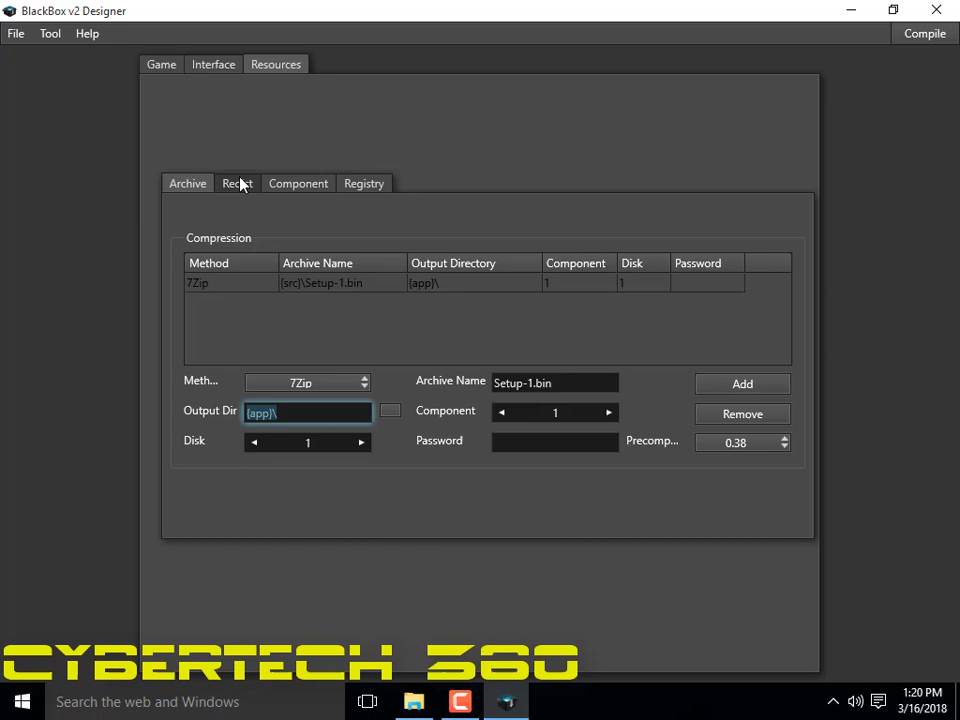 BlackBox v2 Designer
File Tool Help Compile
Game Interface Resources
Archive Component Registry
Compression
Method Archive Name Output Directory Component Disk Password
7Zip {src}\Setup-1.bin {app}\ 1 1
Meth... 7Zip Archive Name Setup-1.bin Add
Output Dir {app}\ Component 1 Remove
Disk 1 Password Precomp... 0.38
CYBERTECH 360
Search the web and Windows
1:20 PM
3/16/2018